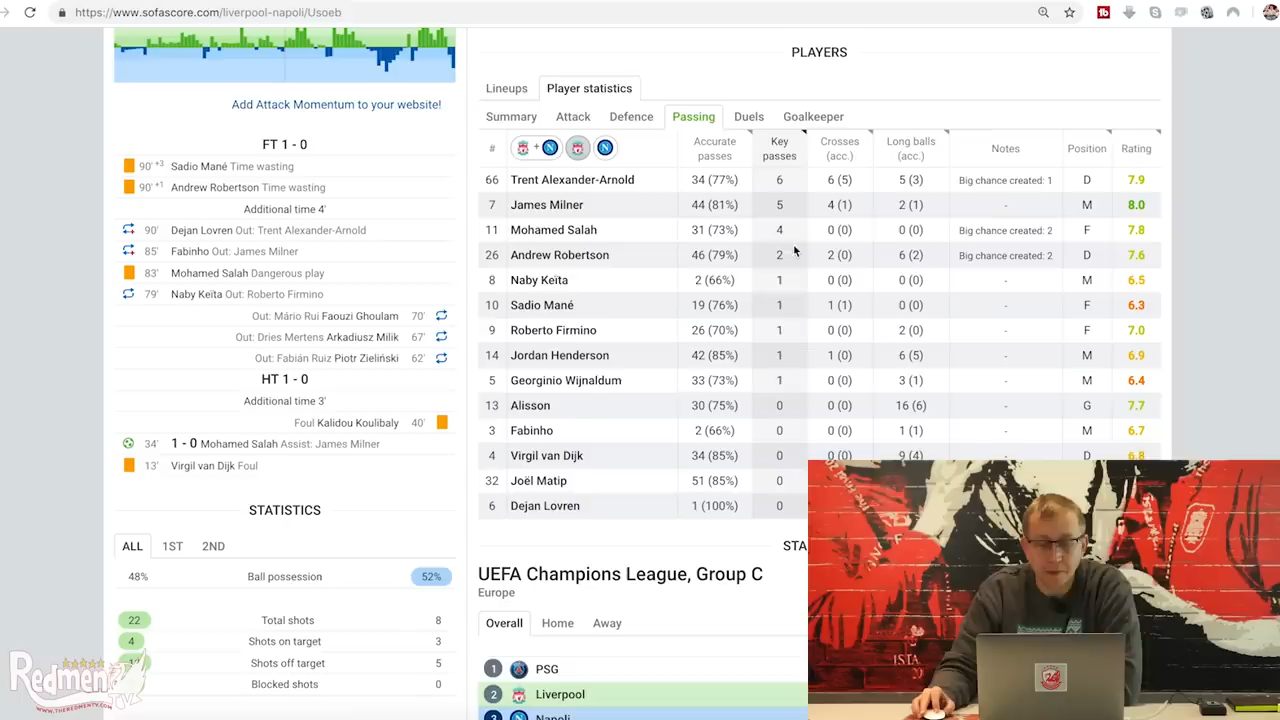 https://www.sofascore.com/liverpool-napoli/Usoeb
Add Attack Momentum to your website!
FT 1 - 0
90' +3 Sadio Mané Time wasting
90' +1 Andrew Robertson Time wasting
Additional time 4'
90' Dejan Lovren Out: Trent Alexander-Arnold
85' Fabinho Out: James Milner
83' Mohamed Salah Dangerous play
79' Naby Keïta Out: Roberto Firmino
Out: Mário Rui Faouzi Ghoulam 70'
Out: Dries Mertens Arkadiusz Milik 67'
Out: Fabián Ruiz Piotr Zieliński 62'
HT 1 - 0
Additional time 3'
Foul Kalidou Koulibaly 40'
34' 1 - 0 Mohamed Salah Assist: James Milner
13' Virgil van Dijk Foul
STATISTICS
ALL 1ST 2ND
48% Ball possession 52%
22 Total shots 8
4 Shots on target 3
Shots off target 5
Blocked shots 0
PLAYERS
Lineups Player statistics
Summary Attack Defence Passing Duels Goalkeeper
# + Accurate passes Key passes Crosses (acc.) Long balls (acc.) Notes Position Rating
66 Trent Alexander-Arnold 34 (77%) 6 6 (5) 5 (3) Big chance created: 1 D 7.9
7 James Milner 44 (81%) 5 4 (1) 2 (1) - M 8.0
11 Mohamed Salah 31 (73%) 4 0 (0) 0 (0) Big chance created: 2 F 7.8
26 Andrew Robertson 46 (79%) 2 2 (0) 6 (2) Big chance created: 2 D 7.6
8 Naby Keïta 2 (66%) 1 0 (0) 0 (0) - M 6.5
10 Sadio Mané 19 (76%) 1 1 (1) 0 (0) - F 6.3
9 Roberto Firmino 26 (70%) 1 0 (0) 2 (0) - F 7.0
14 Jordan Henderson 42 (85%) 1 1 (0) 6 (5) - M 6.9
5 Georginio Wijnaldum 33 (73%) 1 0 (0) 3 (1) - M 6.4
13 Alisson 30 (75%) 0 0 (0) 16 (6) - G 7.7
3 Fabinho 2 (66%) 0 0 (0) 1 (1) - M 6.7
4 Virgil van Dijk 34 (85%) 0 0 (0) 9 (4) - D 6.8
32 Joël Matip 51 (85%) 0
6 Dejan Lovren 1 (100%) 0
STA
UEFA Champions League, Group C
Europe
Overall Home Away
1 PSG
2 Liverpool
3 Napoli
Redmen TV
www.theredmentv.com
ISTA